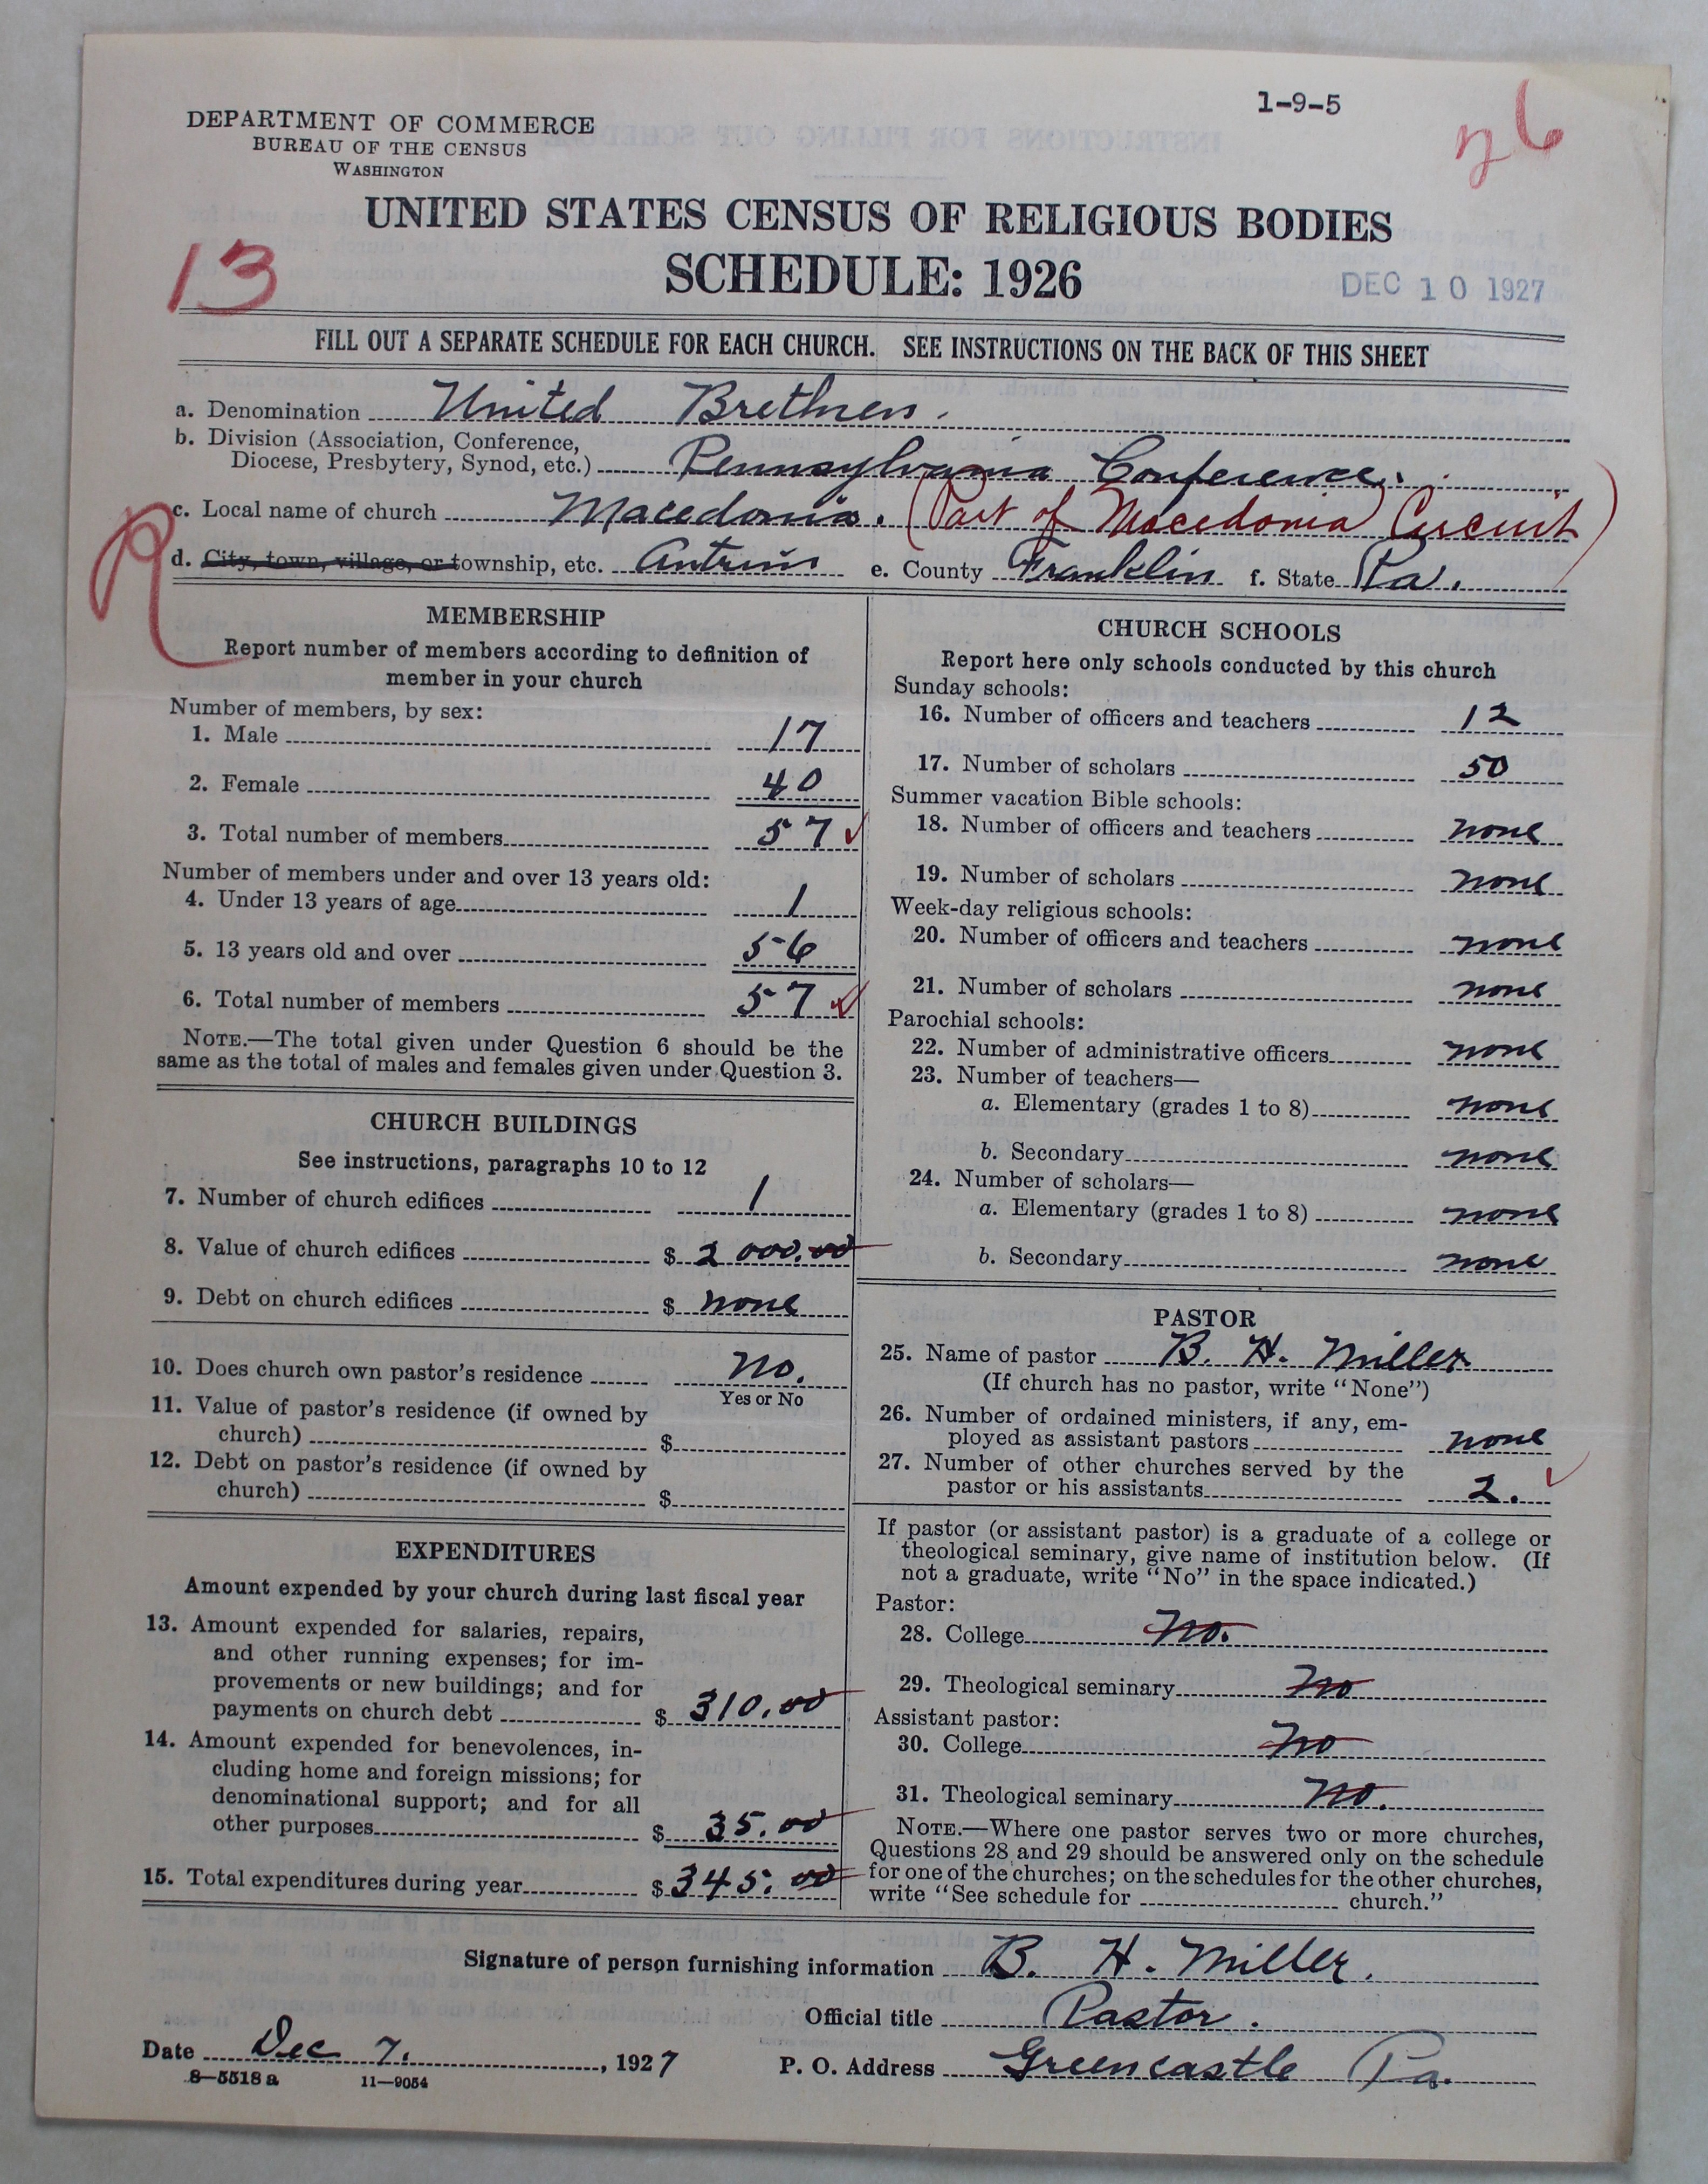 1-9-5
26
DEPARTMENT OF COMMERCE
BUREAU OF THE CENSUS
WASHINGTON
UNITED STATES CENSUS OF RELIGIOUS BODIES
13
SCHEDULE: 1926
DEC 10 1927
FILL OUT A SEPARATE SCHEDULE FOR EACH CHURCH. SEE INSTRUCTIONS ON THE BACK OF THIS SHEET
a. Denomination United Brethren.
b. Division (Association, Conference,
Diocese, Presbytery, Synod, etc.) Pennsylvania Conference.
R
c. Local name of church Macedonia. (Part of Macedonia Circuit)
d. City, town, village, or township, etc. Antrim e. County Franklin f. State Pa.
MEMBERSHIP
Report number of members according to definition of
member in your church
Number of members, by sex:
1. Male 17
2. Female 40
3. Total number of members 57
Number of members under and over 13 years old:
4. Under 13 years of age 1
5. 13 years old and over 56
6. Total number of members 57
NOTE.—The total given under Question 6 should be the
same as the total of males and females given under Question 3.
CHURCH BUILDINGS
See instructions, paragraphs 10 to 12
7. Number of church edifices 1
8. Value of church edifices $ 2 000.00
9. Debt on church edifices $ none
10. Does church own pastor's residence no.
Yes or No
11. Value of pastor's residence (if owned by
church) $
12. Debt on pastor's residence (if owned by
church) $
EXPENDITURES
Amount expended by your church during last fiscal year
13. Amount expended for salaries, repairs,
and other running expenses; for im-
provements or new buildings; and for
payments on church debt $ 310.00
14. Amount expended for benevolences, in-
cluding home and foreign missions; for
denominational support; and for all
other purposes $ 35.00
15. Total expenditures during year $ 345.00
CHURCH SCHOOLS
Report here only schools conducted by this church
Sunday schools:
16. Number of officers and teachers 12
17. Number of scholars 50
Summer vacation Bible schools:
18. Number of officers and teachers none
19. Number of scholars none
Week-day religious schools:
20. Number of officers and teachers none
21. Number of scholars none
Parochial schools:
22. Number of administrative officers none
23. Number of teachers—
a. Elementary (grades 1 to 8) none
b. Secondary none
24. Number of scholars—
a. Elementary (grades 1 to 8) none
b. Secondary none
PASTOR
25. Name of pastor B. H. Miller
(If church has no pastor, write "None")
26. Number of ordained ministers, if any, em-
ployed as assistant pastors none
27. Number of other churches served by the
pastor or his assistants 2.
If pastor (or assistant pastor) is a graduate of a college or
theological seminary, give name of institution below. (If
not a graduate, write "No" in the space indicated.)
Pastor:
28. College no.
29. Theological seminary no
Assistant pastor:
30. College no
31. Theological seminary no.
NOTE.—Where one pastor serves two or more churches,
Questions 28 and 29 should be answered only on the schedule
for one of the churches; on the schedules for the other churches,
write "See schedule for church."
Signature of person furnishing information B. H. Miller.
Official title Pastor.
Date Dec 7., 1927
P. O. Address Greencastle Pa.
8—5518 a 11—9054